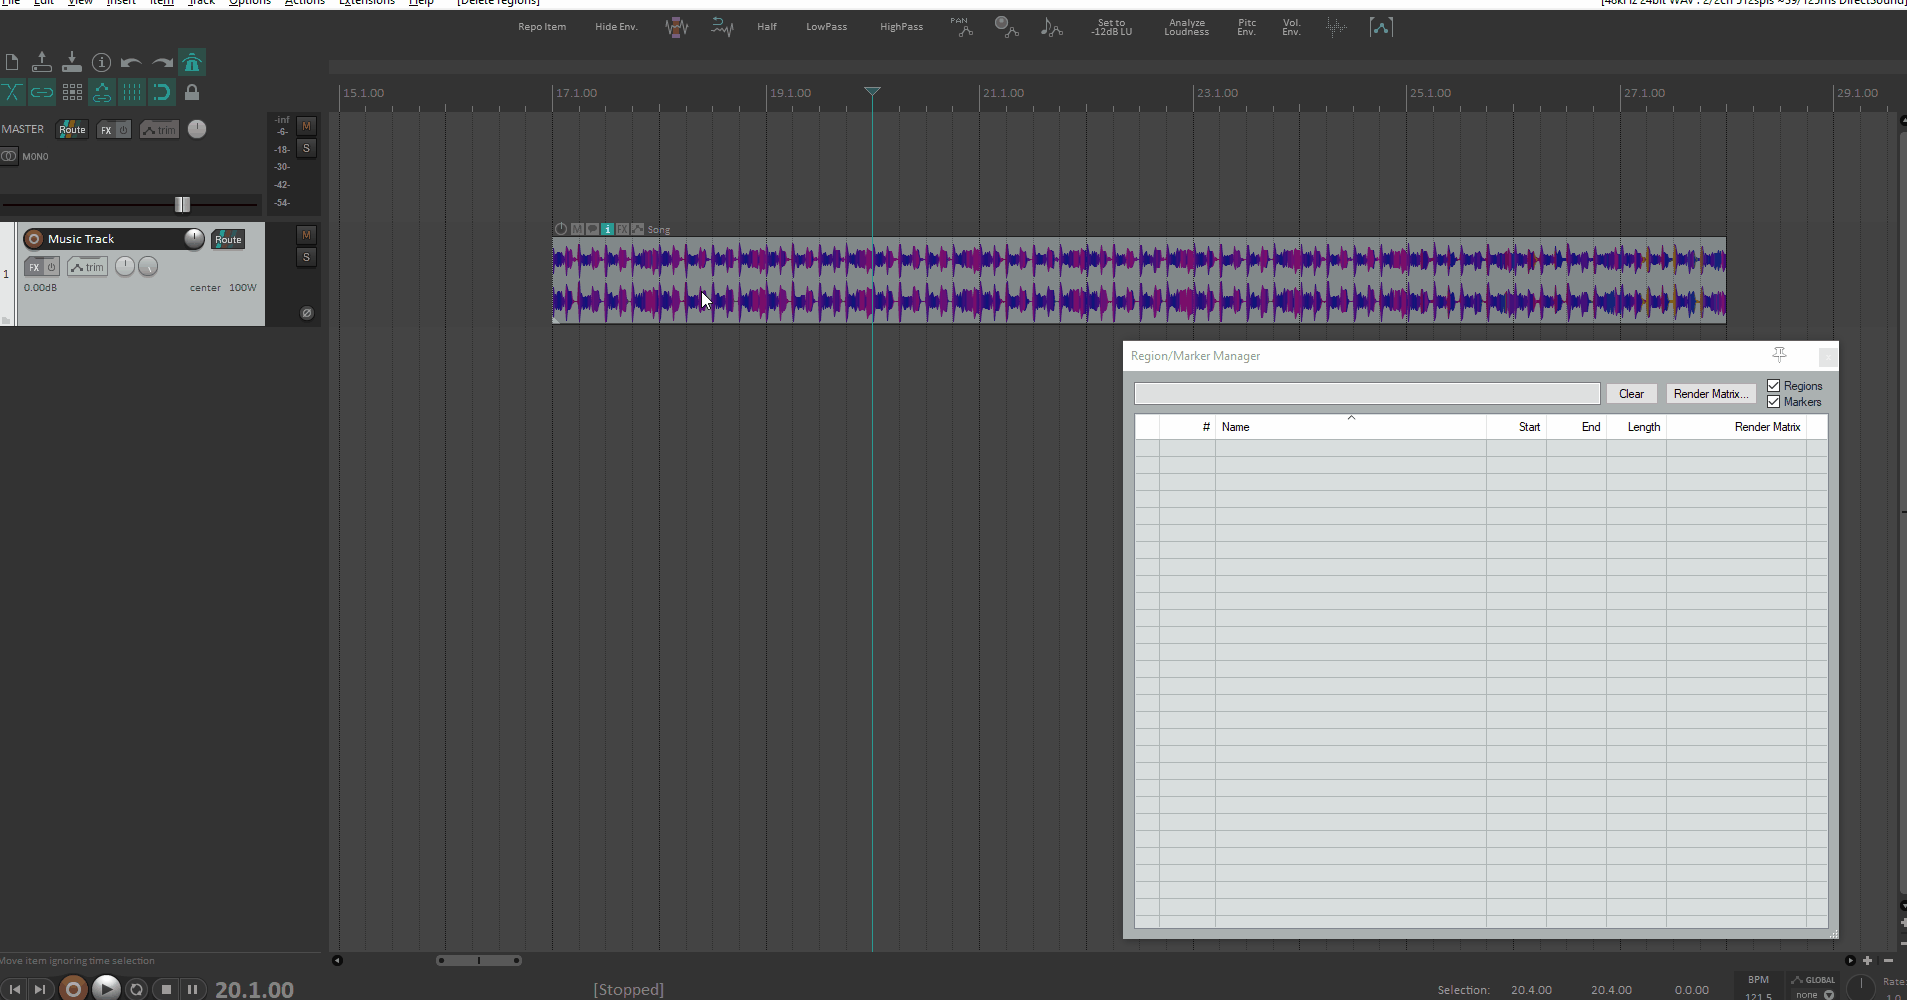 File Edit View Insert Item Track Options Actions Extensions Help [Delete regions]
[48kHz 24bit WAV : 2/2ch 512spls ~39/125ms DirectSound]
Repo Item Hide Env. Half LowPass HighPass PAN Set to -12dB LU Analyze Loudness Pitc Env. Vol. Env.
15.1.00 17.1.00 19.1.00 21.1.00 23.1.00 25.1.00 27.1.00 29.1.00
MASTER Route FX trim
MONO
-inf
-6-
-18-
-30-
-42-
-54-
M
S
1
Music Track Route
FX trim
0.00dB center 100W
M
S
M i FX Song
Region/Marker Manager
Clear Render Matrix... Regions
Markers
# Name Start End Length Render Matrix
Move item ignoring time selection
20.1.00 [Stopped] Selection: 20.4.00 20.4.00 0.0.00
BPM
121.5
GLOBAL
none
Rate:
1.0